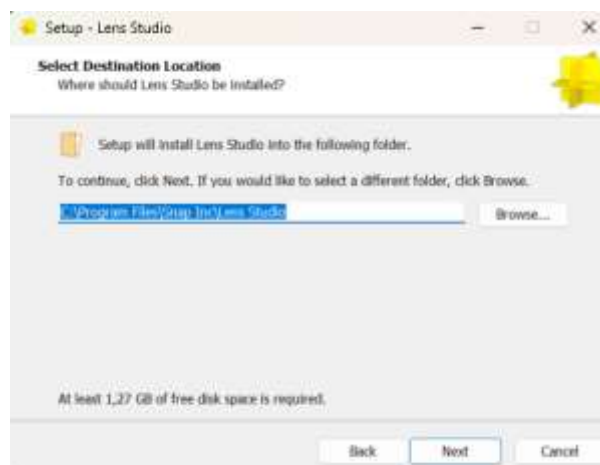 Setup - Lens Studio
Select Destination Location
Where should Lens Studio be installed?
Setup will install Lens Studio into the following folder.
To continue, click Next. If you would like to select a different folder, click Browse.
C:\Program Files\Snap Inc\Lens Studio
Browse...
At least 1,27 GB of free disk space is required.
Back
Next
Cancel